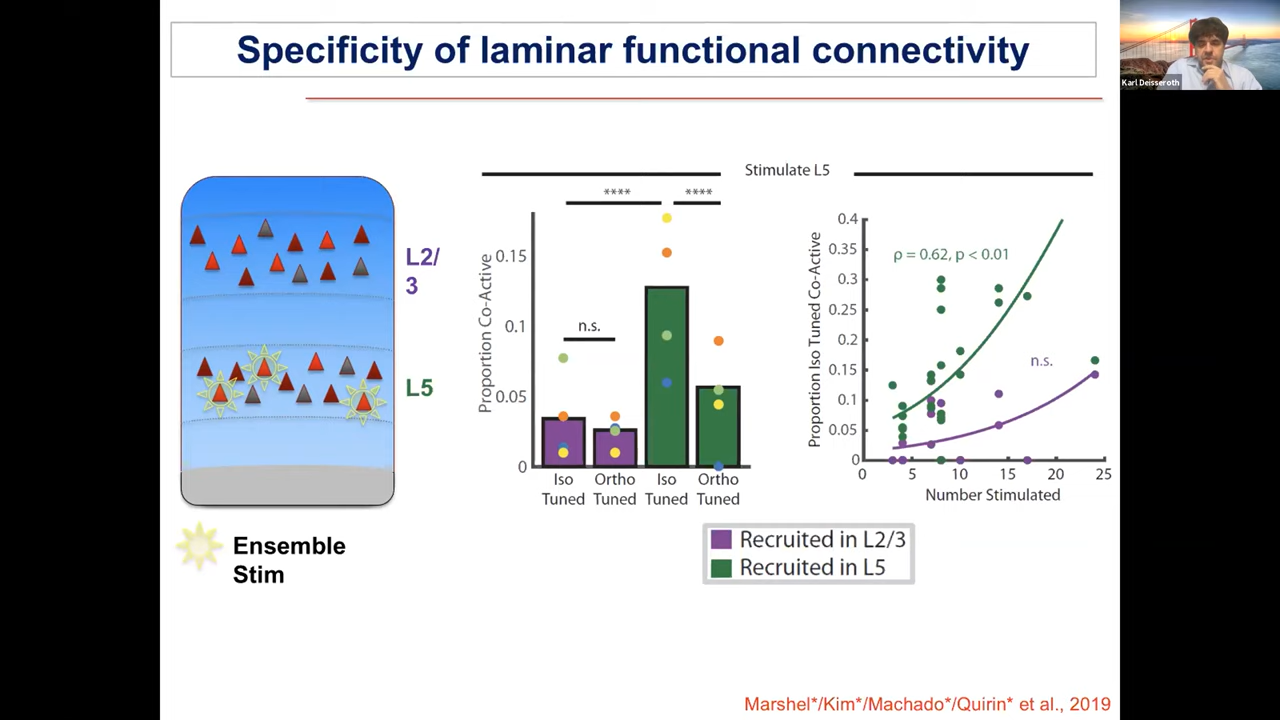 Specificity of laminar functional connectivity
Karl Deisseroth
L2/
3
L5
Ensemble
Stim
Stimulate L5
****
****
n.s.
Proportion Co-Active
0.15
0.1
0.05
0
Iso
Tuned
Ortho
Tuned
Iso
Tuned
Ortho
Tuned
Proportion Iso Tuned Co-Active
0.4
0.35
0.3
0.25
0.2
0.15
0.1
0.05
0
ρ = 0.62, p < 0.01
n.s.
0 5 10 15 20 25
Number Stimulated
Recruited in L2/3
Recruited in L5
Marshel*/Kim*/Machado*/Quirin* et al., 2019